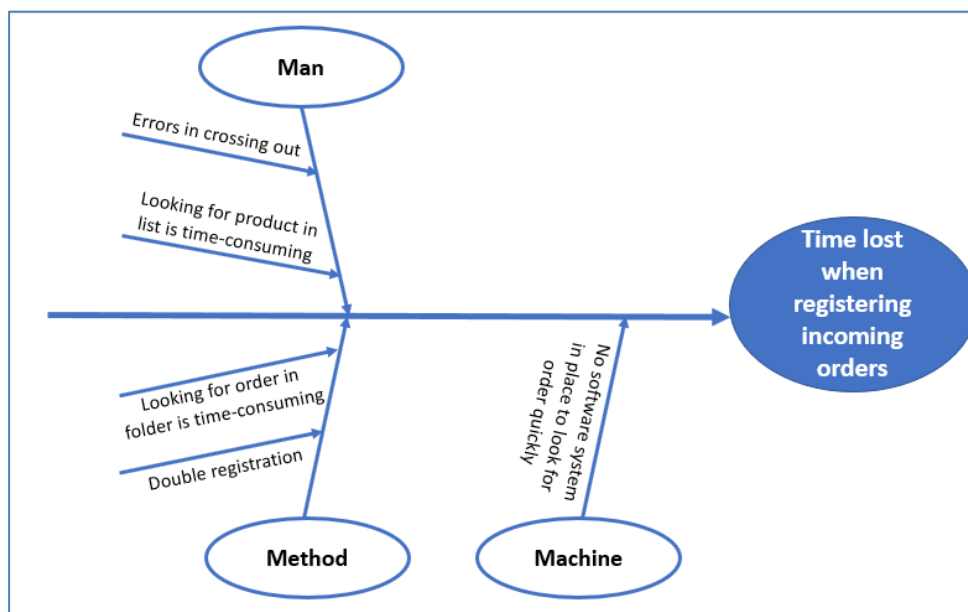 Man
Errors in crossing out
Looking for product in
list is time-consuming
Time lost
when
registering
incoming
orders
Looking for order in
folder is time-consuming
Double registration
No software system
in place to look for
order quickly
Method
Machine